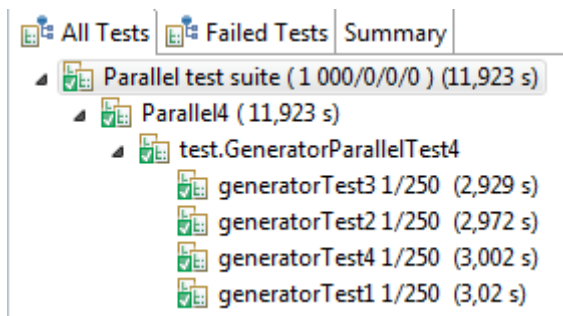 All Tests Failed Tests Summary
Parallel test suite ( 1 000/0/0/0 ) (11,923 s)
Parallel4 ( 11,923 s)
test.GeneratorParallelTest4
generatorTest3 1/250 (2,929 s)
generatorTest2 1/250 (2,972 s)
generatorTest4 1/250 (3,002 s)
generatorTest1 1/250 (3,02 s)